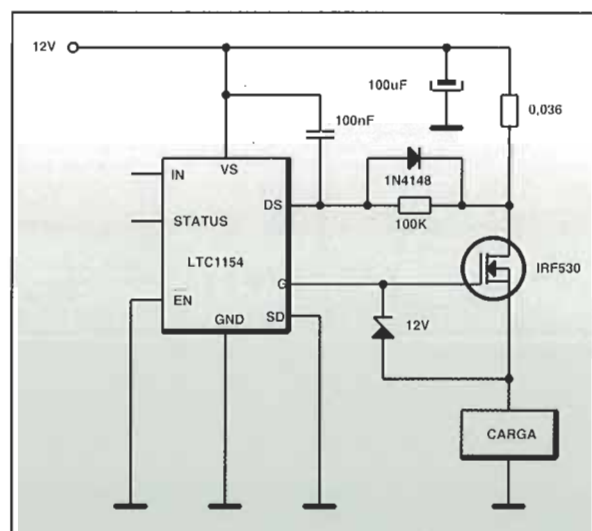 12V
100uF
0,036
100nF
IN
VS
1N4148
DS
STATUS
100K
LTC1154
IRF530
G
EN
12V
SD
GND
CARGA